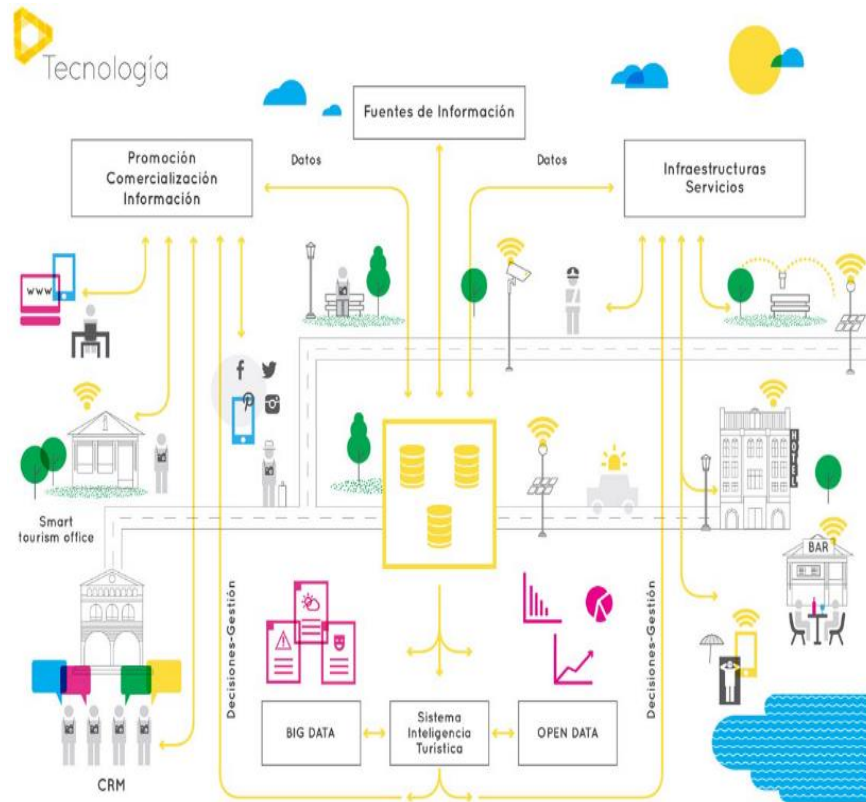 Tecnología
Fuentes de Información
Promoción
Comercialización
Información
Datos
Datos
Infraestructuras
Servicios
www
f
i
HOTEL
Smart
tourism office
BAR
Decisiones-Gestión
Decisiones-Gestión
BIG DATA
Sistema
Inteligencia
Turística
OPEN DATA
CRM